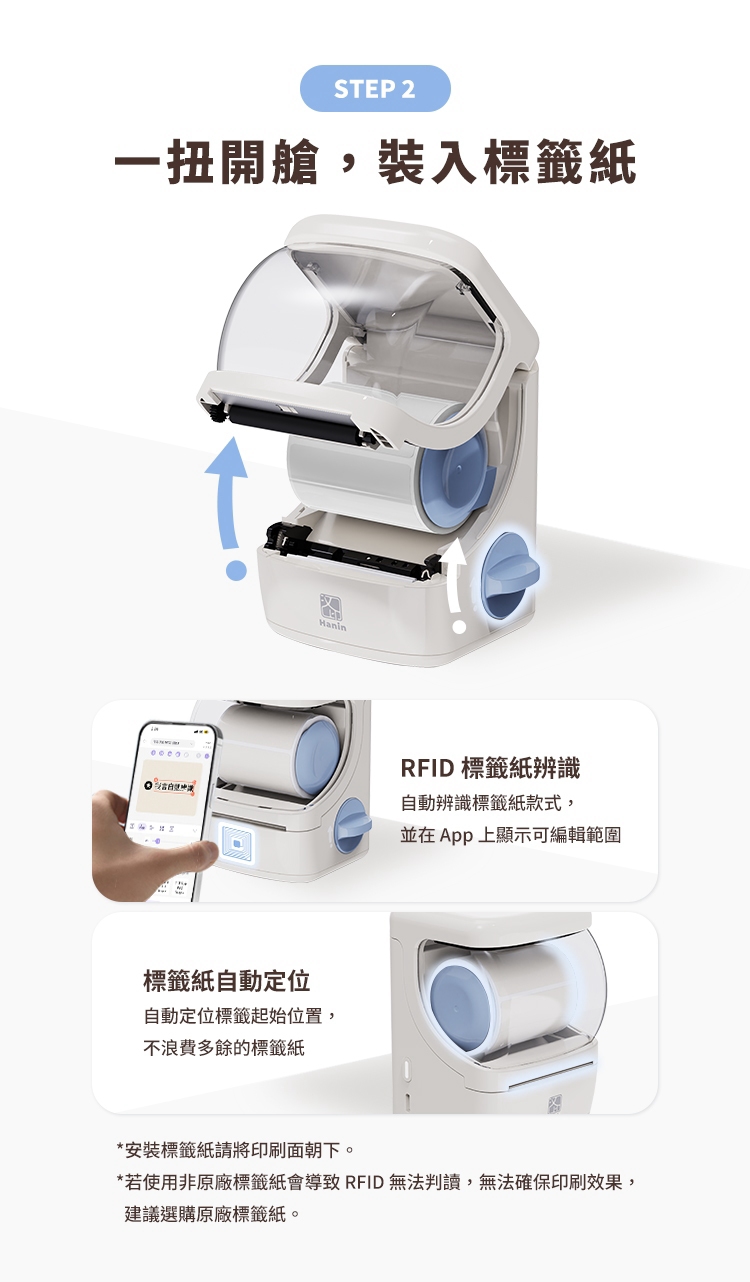 STEP 2
一扭開艙，裝入標籤紙
Hanin
RFID 標籤紙辨識
自動辨識標籤紙款式，
並在 App 上顯示可編輯範圍
標籤紙自動定位
自動定位標籤起始位置，
不浪費多餘的標籤紙
*安裝標籤紙請將印刷面朝下。
*若使用非原廠標籤紙會導致 RFID 無法判讀，無法確保印刷效果，
建議選購原廠標籤紙。